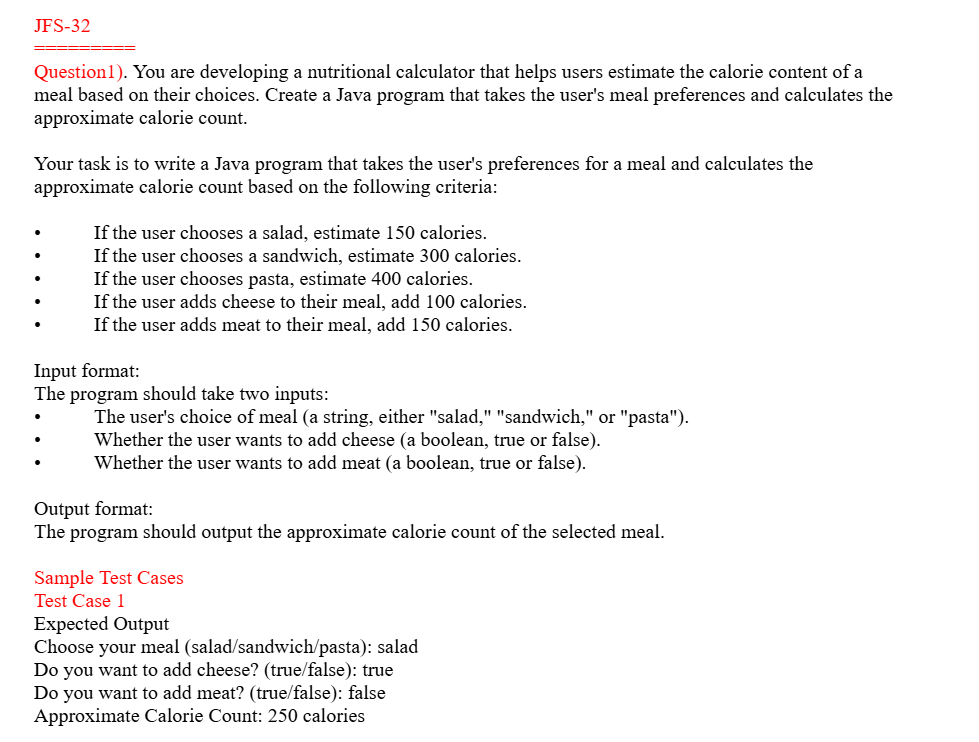 JFS-32
=========
Question1). You are developing a nutritional calculator that helps users estimate the calorie content of a
meal based on their choices. Create a Java program that takes the user's meal preferences and calculates the
approximate calorie count.
Your task is to write a Java program that takes the user's preferences for a meal and calculates the
approximate calorie count based on the following criteria:
• If the user chooses a salad, estimate 150 calories.
• If the user chooses a sandwich, estimate 300 calories.
• If the user chooses pasta, estimate 400 calories.
• If the user adds cheese to their meal, add 100 calories.
• If the user adds meat to their meal, add 150 calories.
Input format:
The program should take two inputs:
• The user's choice of meal (a string, either "salad," "sandwich," or "pasta").
• Whether the user wants to add cheese (a boolean, true or false).
• Whether the user wants to add meat (a boolean, true or false).
Output format:
The program should output the approximate calorie count of the selected meal.
Sample Test Cases
Test Case 1
Expected Output
Choose your meal (salad/sandwich/pasta): salad
Do you want to add cheese? (true/false): true
Do you want to add meat? (true/false): false
Approximate Calorie Count: 250 calories